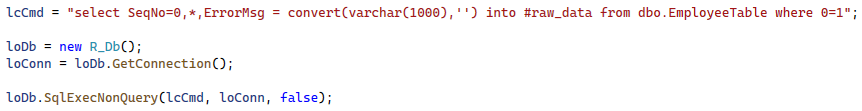 lcCmd = "select SeqNo=0,*,ErrorMsg = convert(varchar(1000),'') into #raw_data from dbo.EmployeeTable where 0=1";
loDb = new R_Db();
loConn = loDb.GetConnection();
loDb.SqlExecNonQuery(lcCmd, loConn, false);